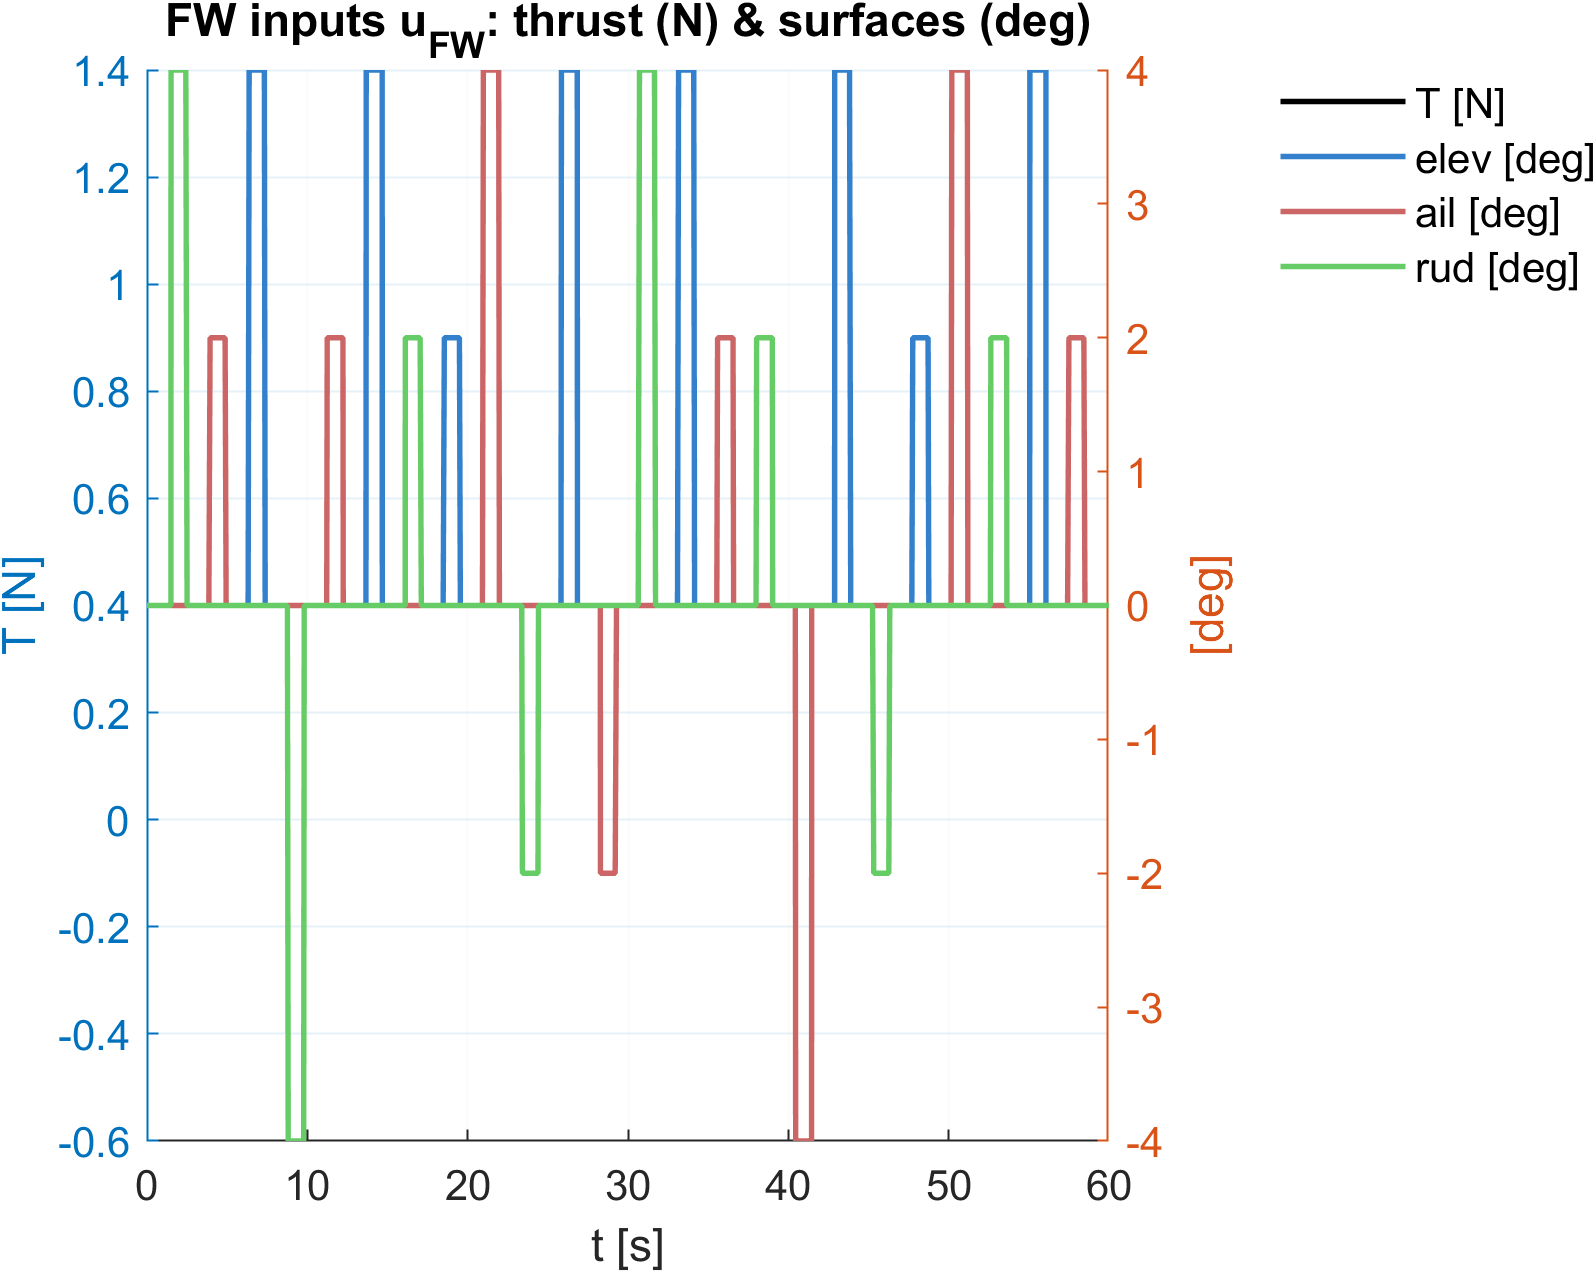 FW inputs u_FW: thrust (N) & surfaces (deg)
T [N]
elev [deg]
ail [deg]
rud [deg]
1.4
1.2
1
0.8
0.6
0.4
0.2
0
-0.2
-0.4
-0.6
T [N]
4
3
2
1
0
-1
-2
-3
-4
[deg]
0 10 20 30 40 50 60
t [s]